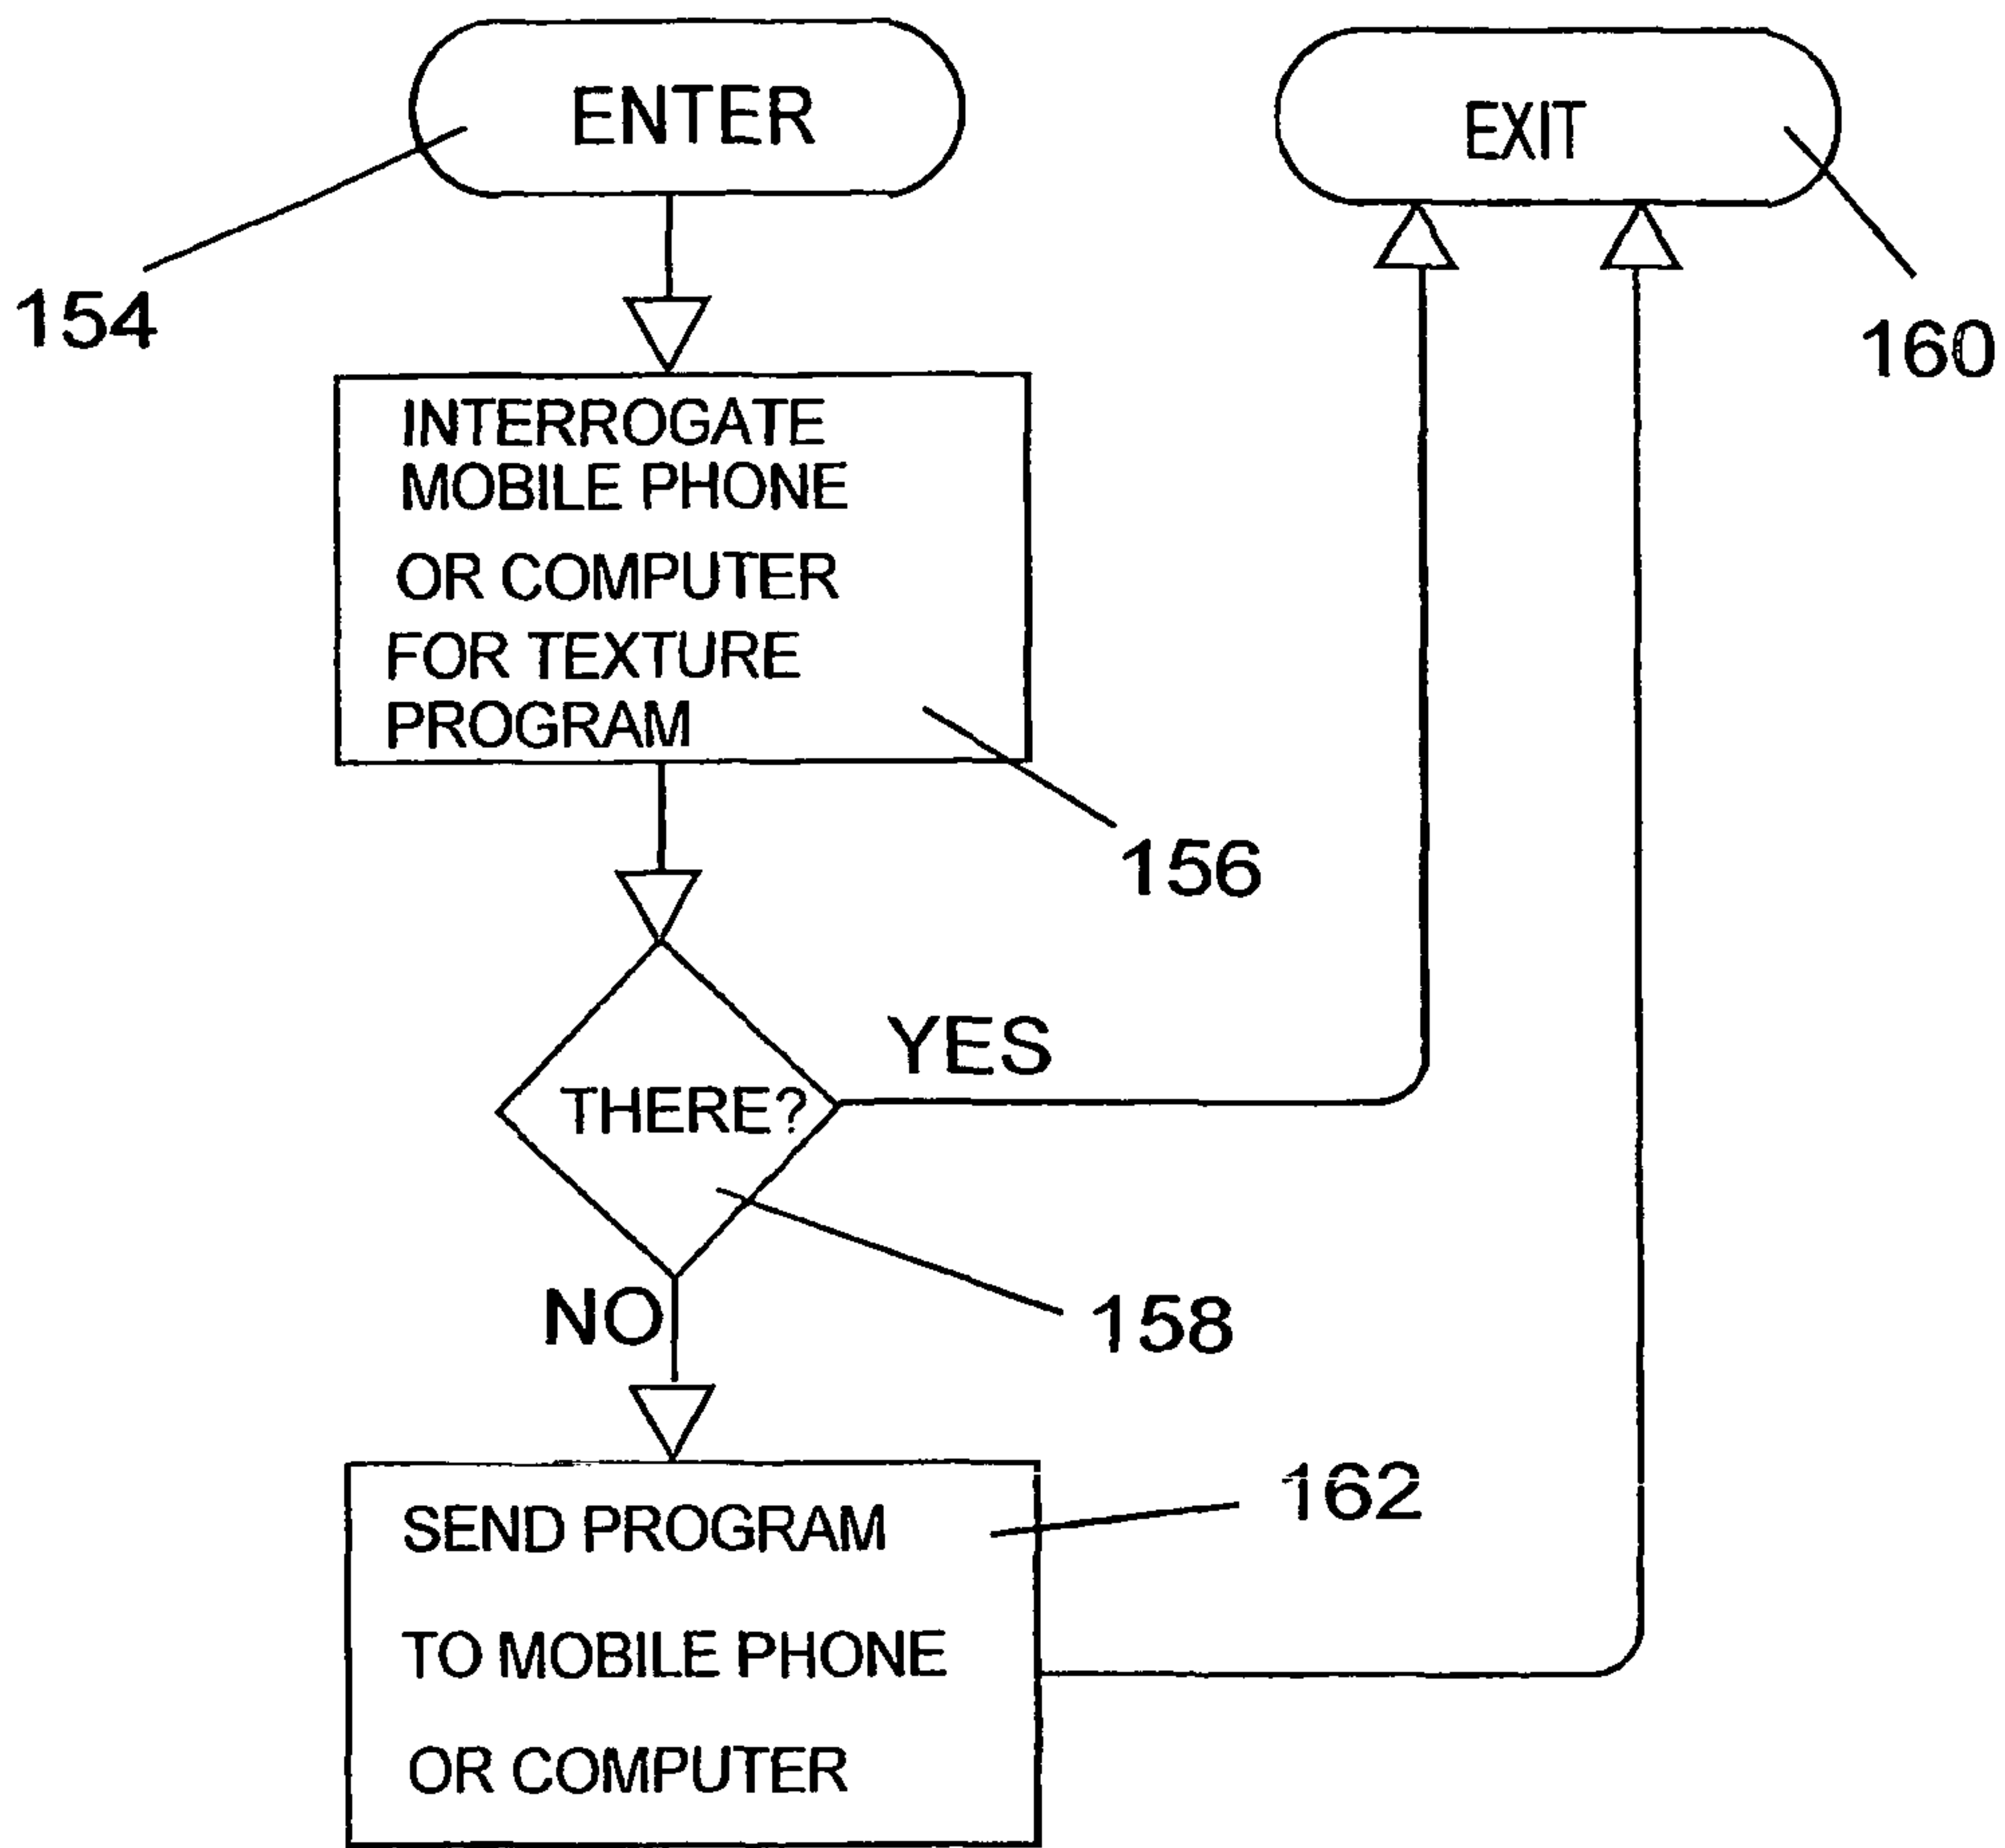 ENTER
EXIT
154
160
INTERROGATE
MOBILE PHONE
OR COMPUTER
FOR TEXTURE
PROGRAM
156
YES
THERE?
158
NO
162
SEND PROGRAM
TO MOBILE PHONE
OR COMPUTER